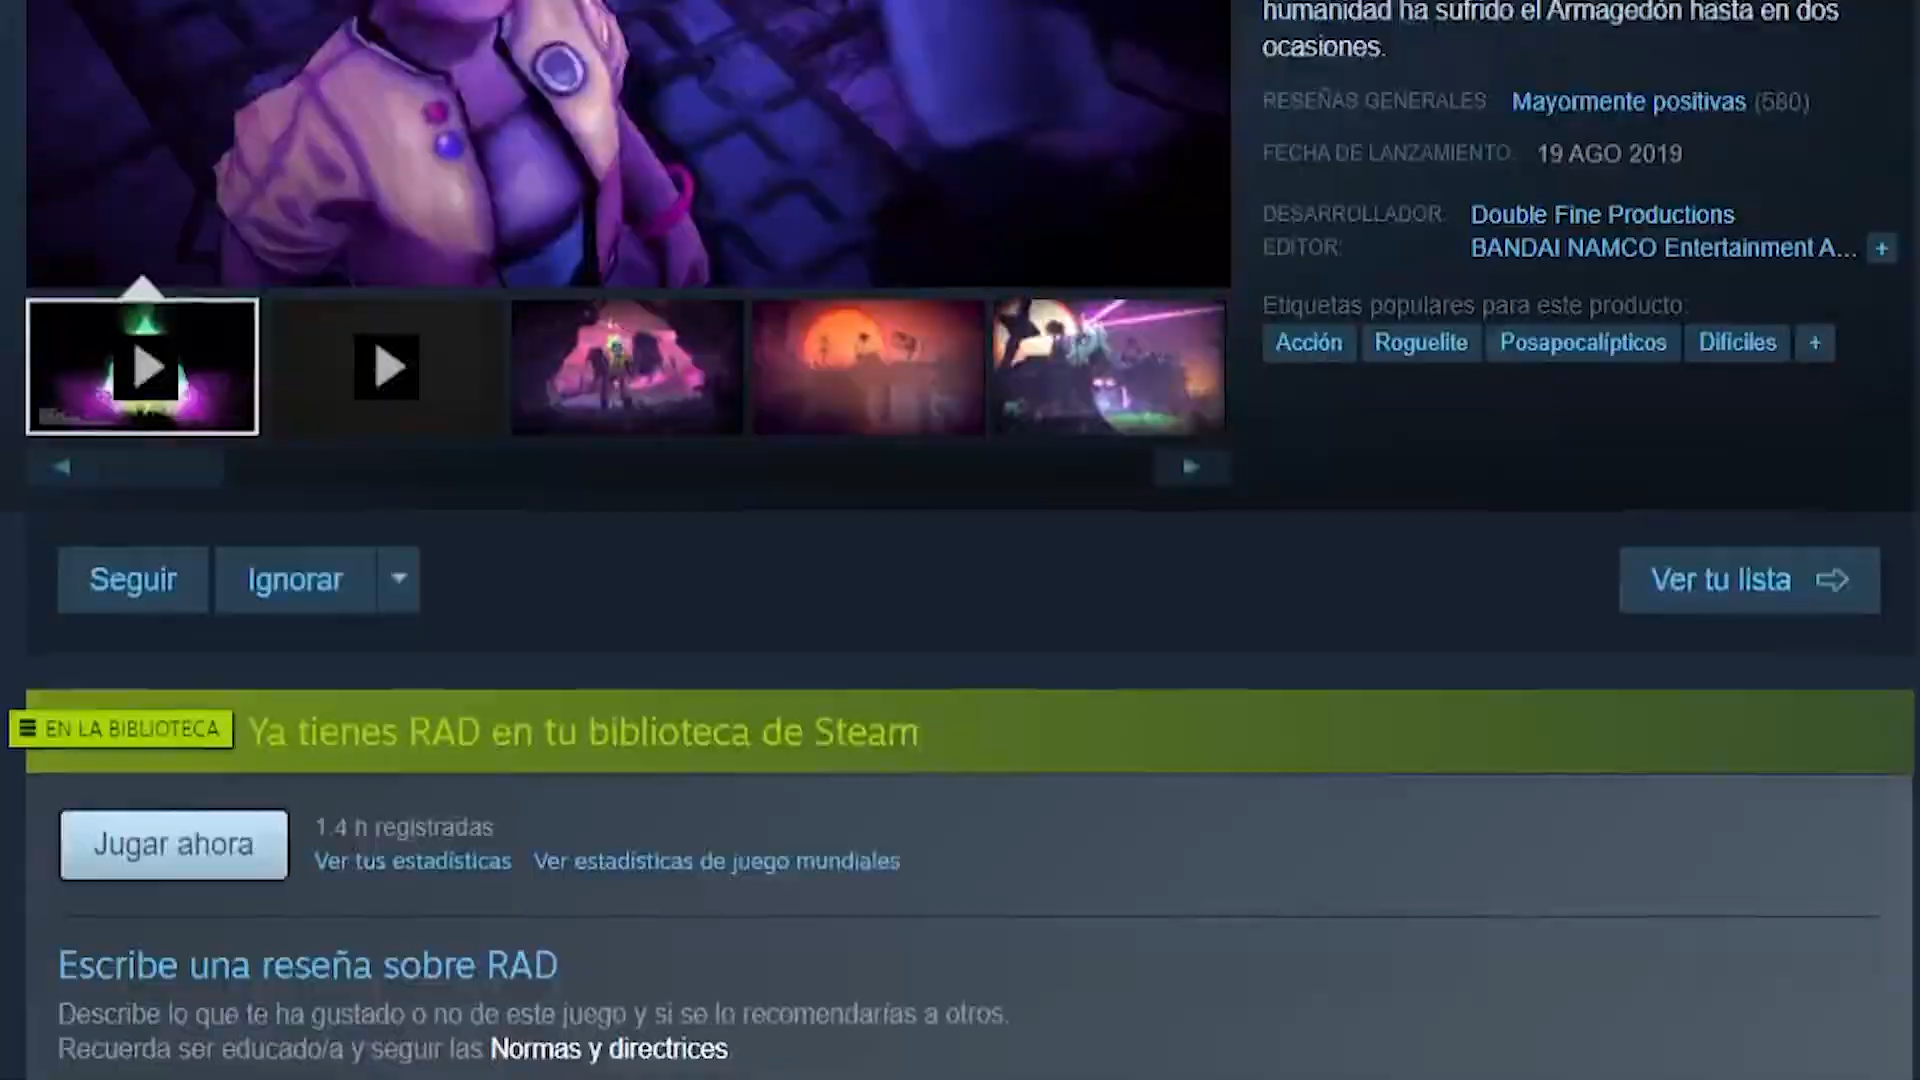 humanidad ha sufrido el Armagedón hasta en dos
ocasiones.
RESEÑAS GENERALES: Mayormente positivas (580)
FECHA DE LANZAMIENTO: 19 AGO 2019
DESARROLLADOR: Double Fine Productions
EDITOR: BANDAI NAMCO Entertainment A... +
Etiquetas populares para este producto:
Acción Roguelite Posapocalípticos Difíciles +
Seguir Ignorar Ver tu lista
EN LA BIBLIOTECA Ya tienes RAD en tu biblioteca de Steam
Jugar ahora
1.4 h registradas
Ver tus estadísticas Ver estadísticas de juego mundiales
Escribe una reseña sobre RAD
Describe lo que te ha gustado o no de este juego y si se lo recomendarías a otros.
Recuerda ser educado/a y seguir las Normas y directrices